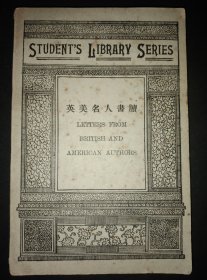 STUDENT'S LIBRARY SERIES
英美名人書牘
LETTERS FROM
BRITISH AND
AMERICAN AUTHORS